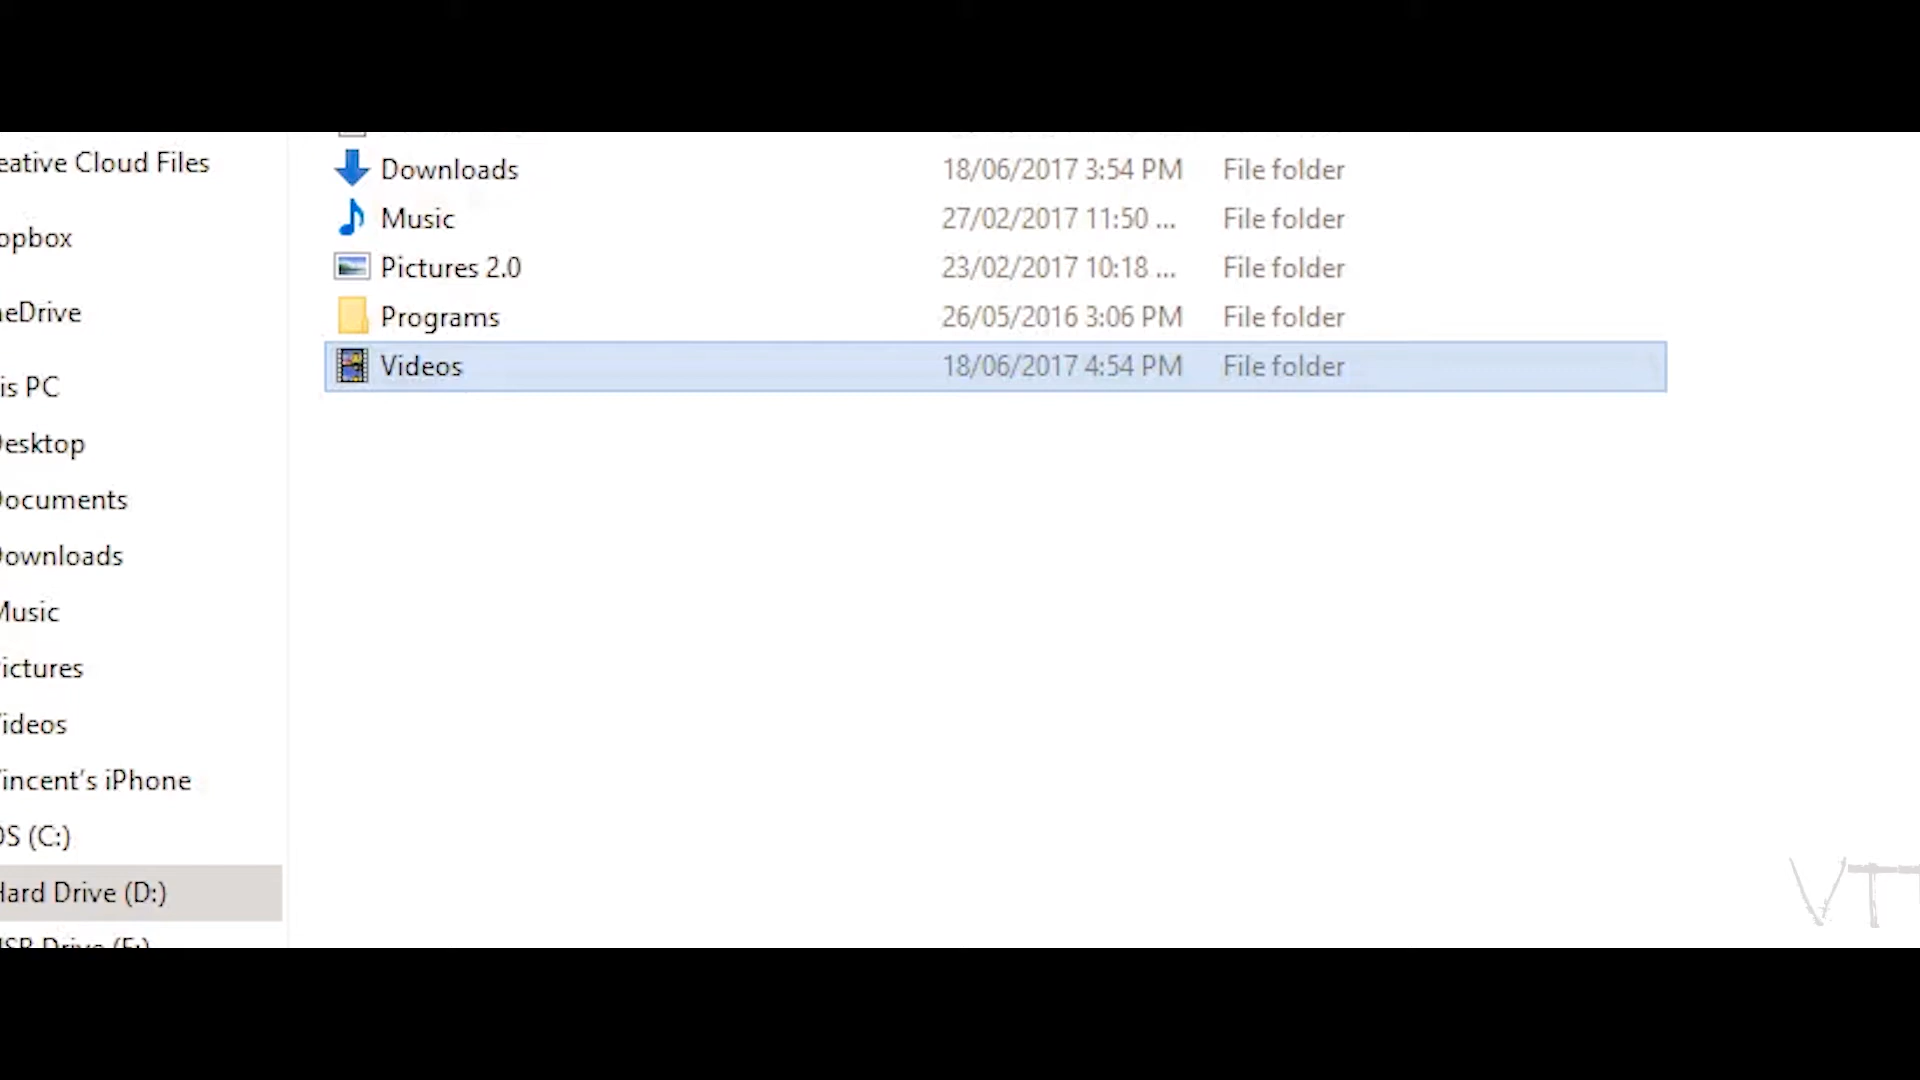 eative Cloud Files
opbox
eDrive
is PC
Desktop
Documents
Downloads
Music
ictures
ideos
incent's iPhone
OS (C:)
Hard Drive (D:)
USB Drive (F:)
Downloads 18/06/2017 3:54 PM File folder
Music 27/02/2017 11:50 ... File folder
Pictures 2.0 23/02/2017 10:18 ... File folder
Programs 26/05/2016 3:06 PM File folder
Videos 18/06/2017 4:54 PM File folder
VT